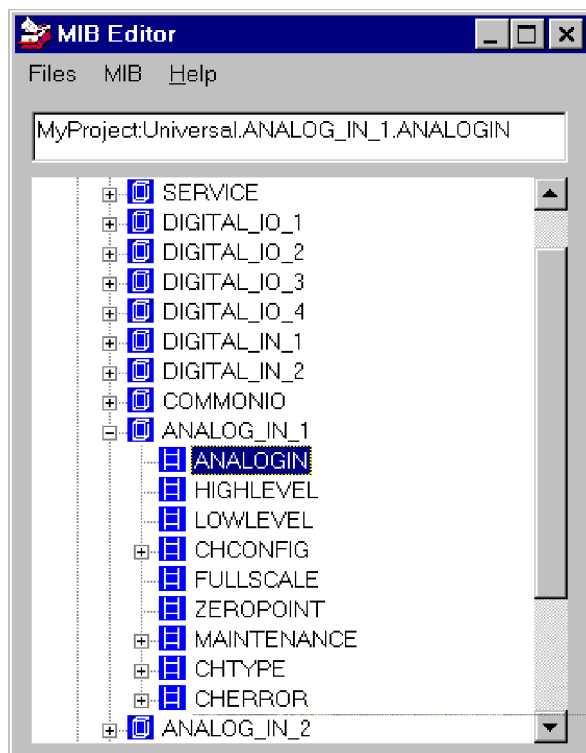 MIB Editor
Files MIB Help
MyProject:Universal.ANALOG_IN_1.ANALOGIN
SERVICE
DIGITAL_IO_1
DIGITAL_IO_2
DIGITAL_IO_3
DIGITAL_IO_4
DIGITAL_IN_1
DIGITAL_IN_2
COMMONIO
ANALOG_IN_1
ANALOGIN
HIGHLEVEL
LOWLEVEL
CHCONFIG
FULLSCALE
ZEROPOINT
MAINTENANCE
CHTYPE
CHERROR
ANALOG_IN_2